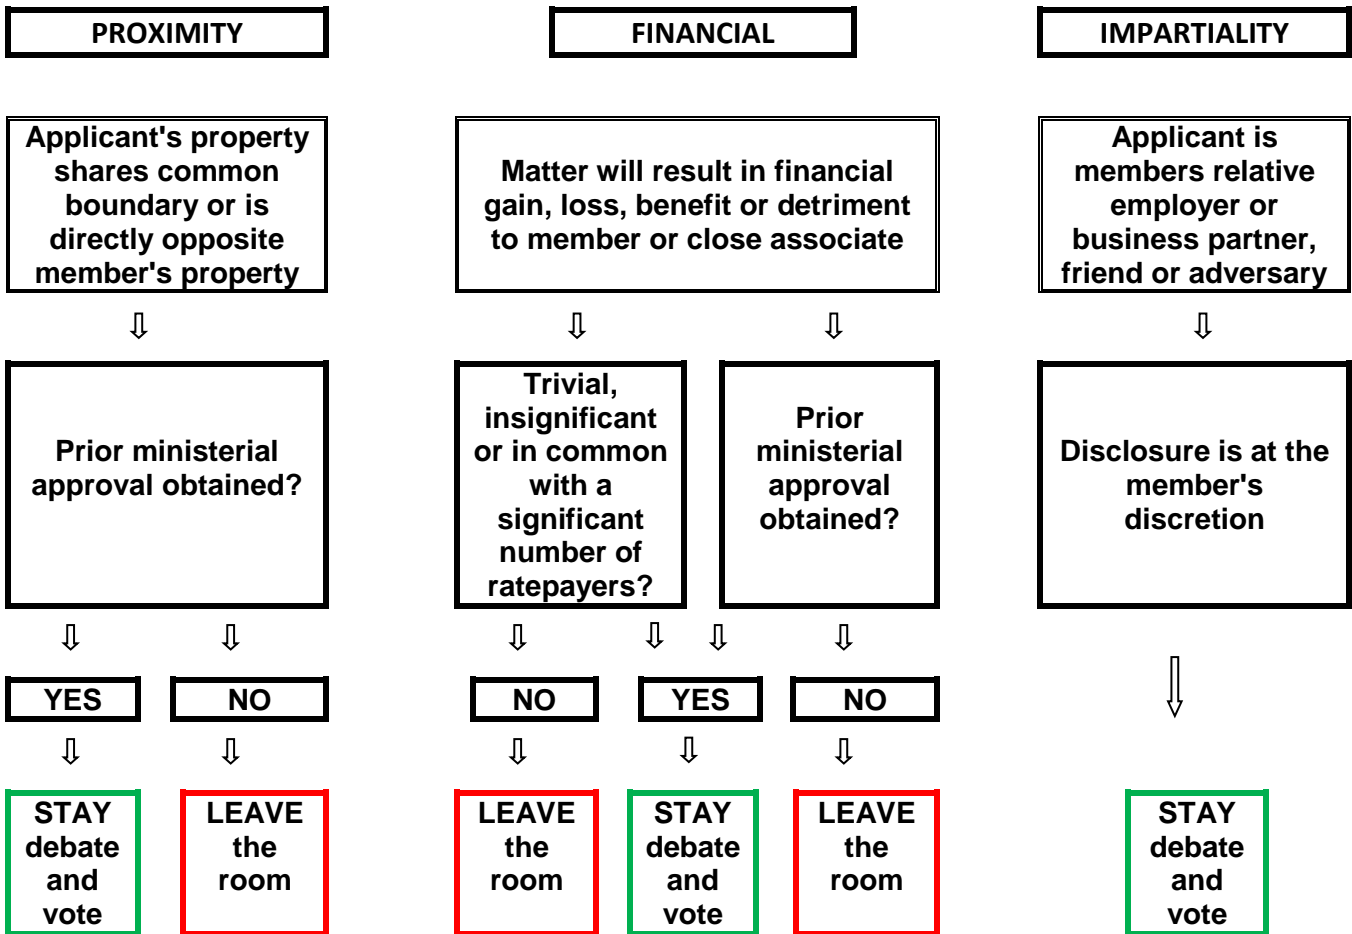 PROXIMITY
FINANCIAL
IMPARTIALITY
Applicant's property
shares common
boundary or is
directly opposite
member's property
Matter will result in financial
gain, loss, benefit or detriment
to member or close associate
Applicant is
members relative
employer or
business partner,
friend or adversary
Prior ministerial
approval obtained?
Trivial,
insignificant
or in common
with a
significant
number of
ratepayers?
Prior
ministerial
approval
obtained?
Disclosure is at the
member's
discretion
YES
NO
NO
YES
NO
STAY
debate
and
vote
LEAVE
the
room
LEAVE
the
room
STAY
debate
and
vote
LEAVE
the
room
STAY
debate
and
vote